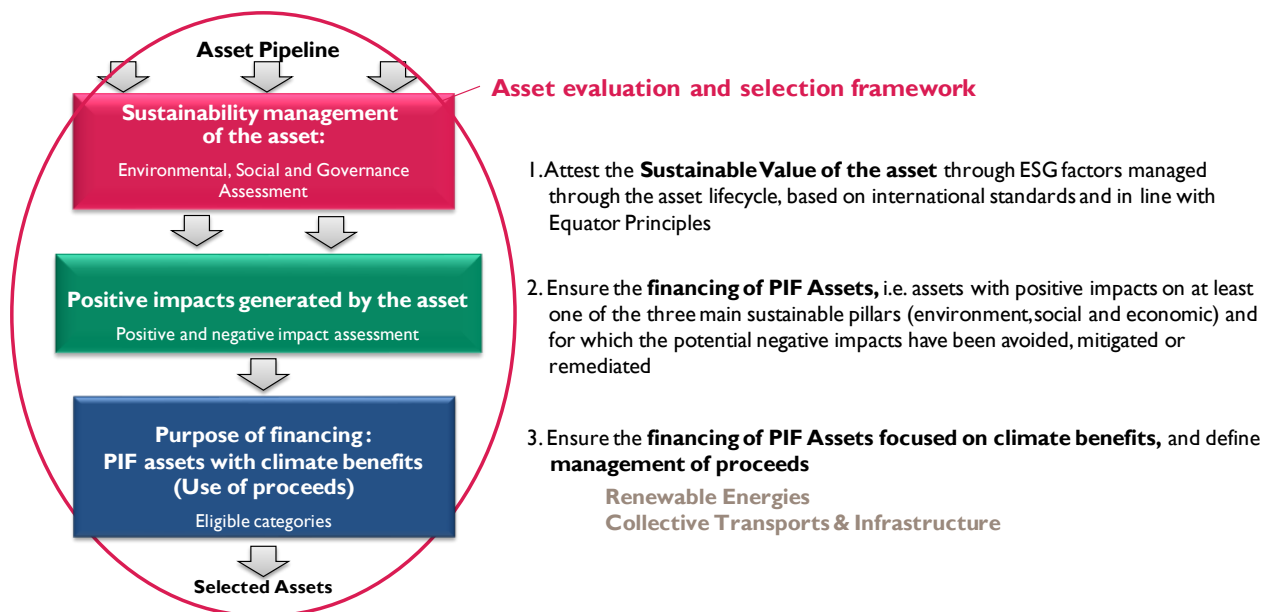 Asset Pipeline
Asset evaluation and selection framework
Sustainability management
of the asset:
Environmental, Social and Governance
Assessment
1. Attest the Sustainable Value of the asset through ESG factors managed
through the asset lifecycle, based on international standards and in line with
Equator Principles
Positive impacts generated by the asset
Positive and negative impact assessment
2. Ensure the financing of PIF Assets, i.e. assets with positive impacts on at least
one of the three main sustainable pillars (environment, social and economic) and
for which the potential negative impacts have been avoided, mitigated or
remediated
Purpose of financing:
PIF assets with climate benefits
(Use of proceeds)
Eligible categories
3. Ensure the financing of PIF Assets focused on climate benefits, and define
management of proceeds
Renewable Energies
Collective Transports & Infrastructure
Selected Assets